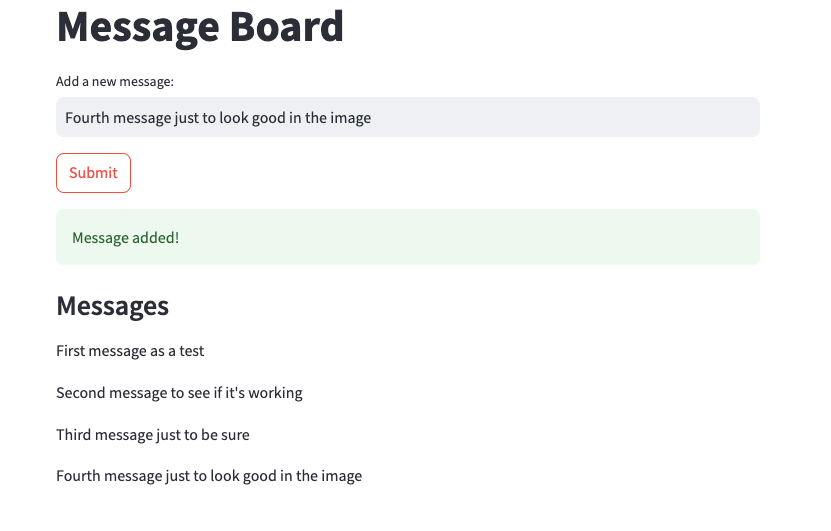 Message Board
Add a new message:
Fourth message just to look good in the image
Submit
Message added!
Messages
First message as a test
Second message to see if it's working
Third message just to be sure
Fourth message just to look good in the image